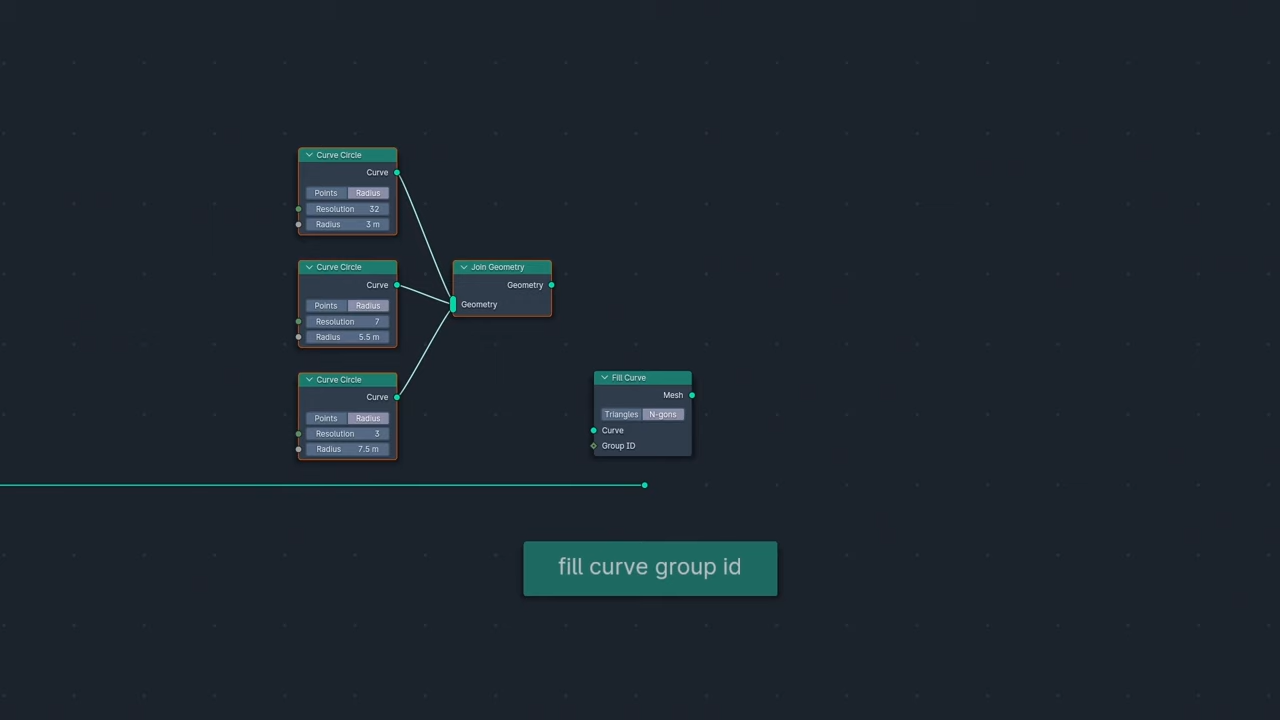 Curve Circle
Curve
Points Radius
Resolution 32
Radius 3 m
Curve Circle
Curve
Points Radius
Resolution 7
Radius 5.5 m
Curve Circle
Curve
Points Radius
Resolution 3
Radius 7.5 m
Join Geometry
Geometry
Geometry
Fill Curve
Mesh
Triangles N-gons
Curve
Group ID
fill curve group id